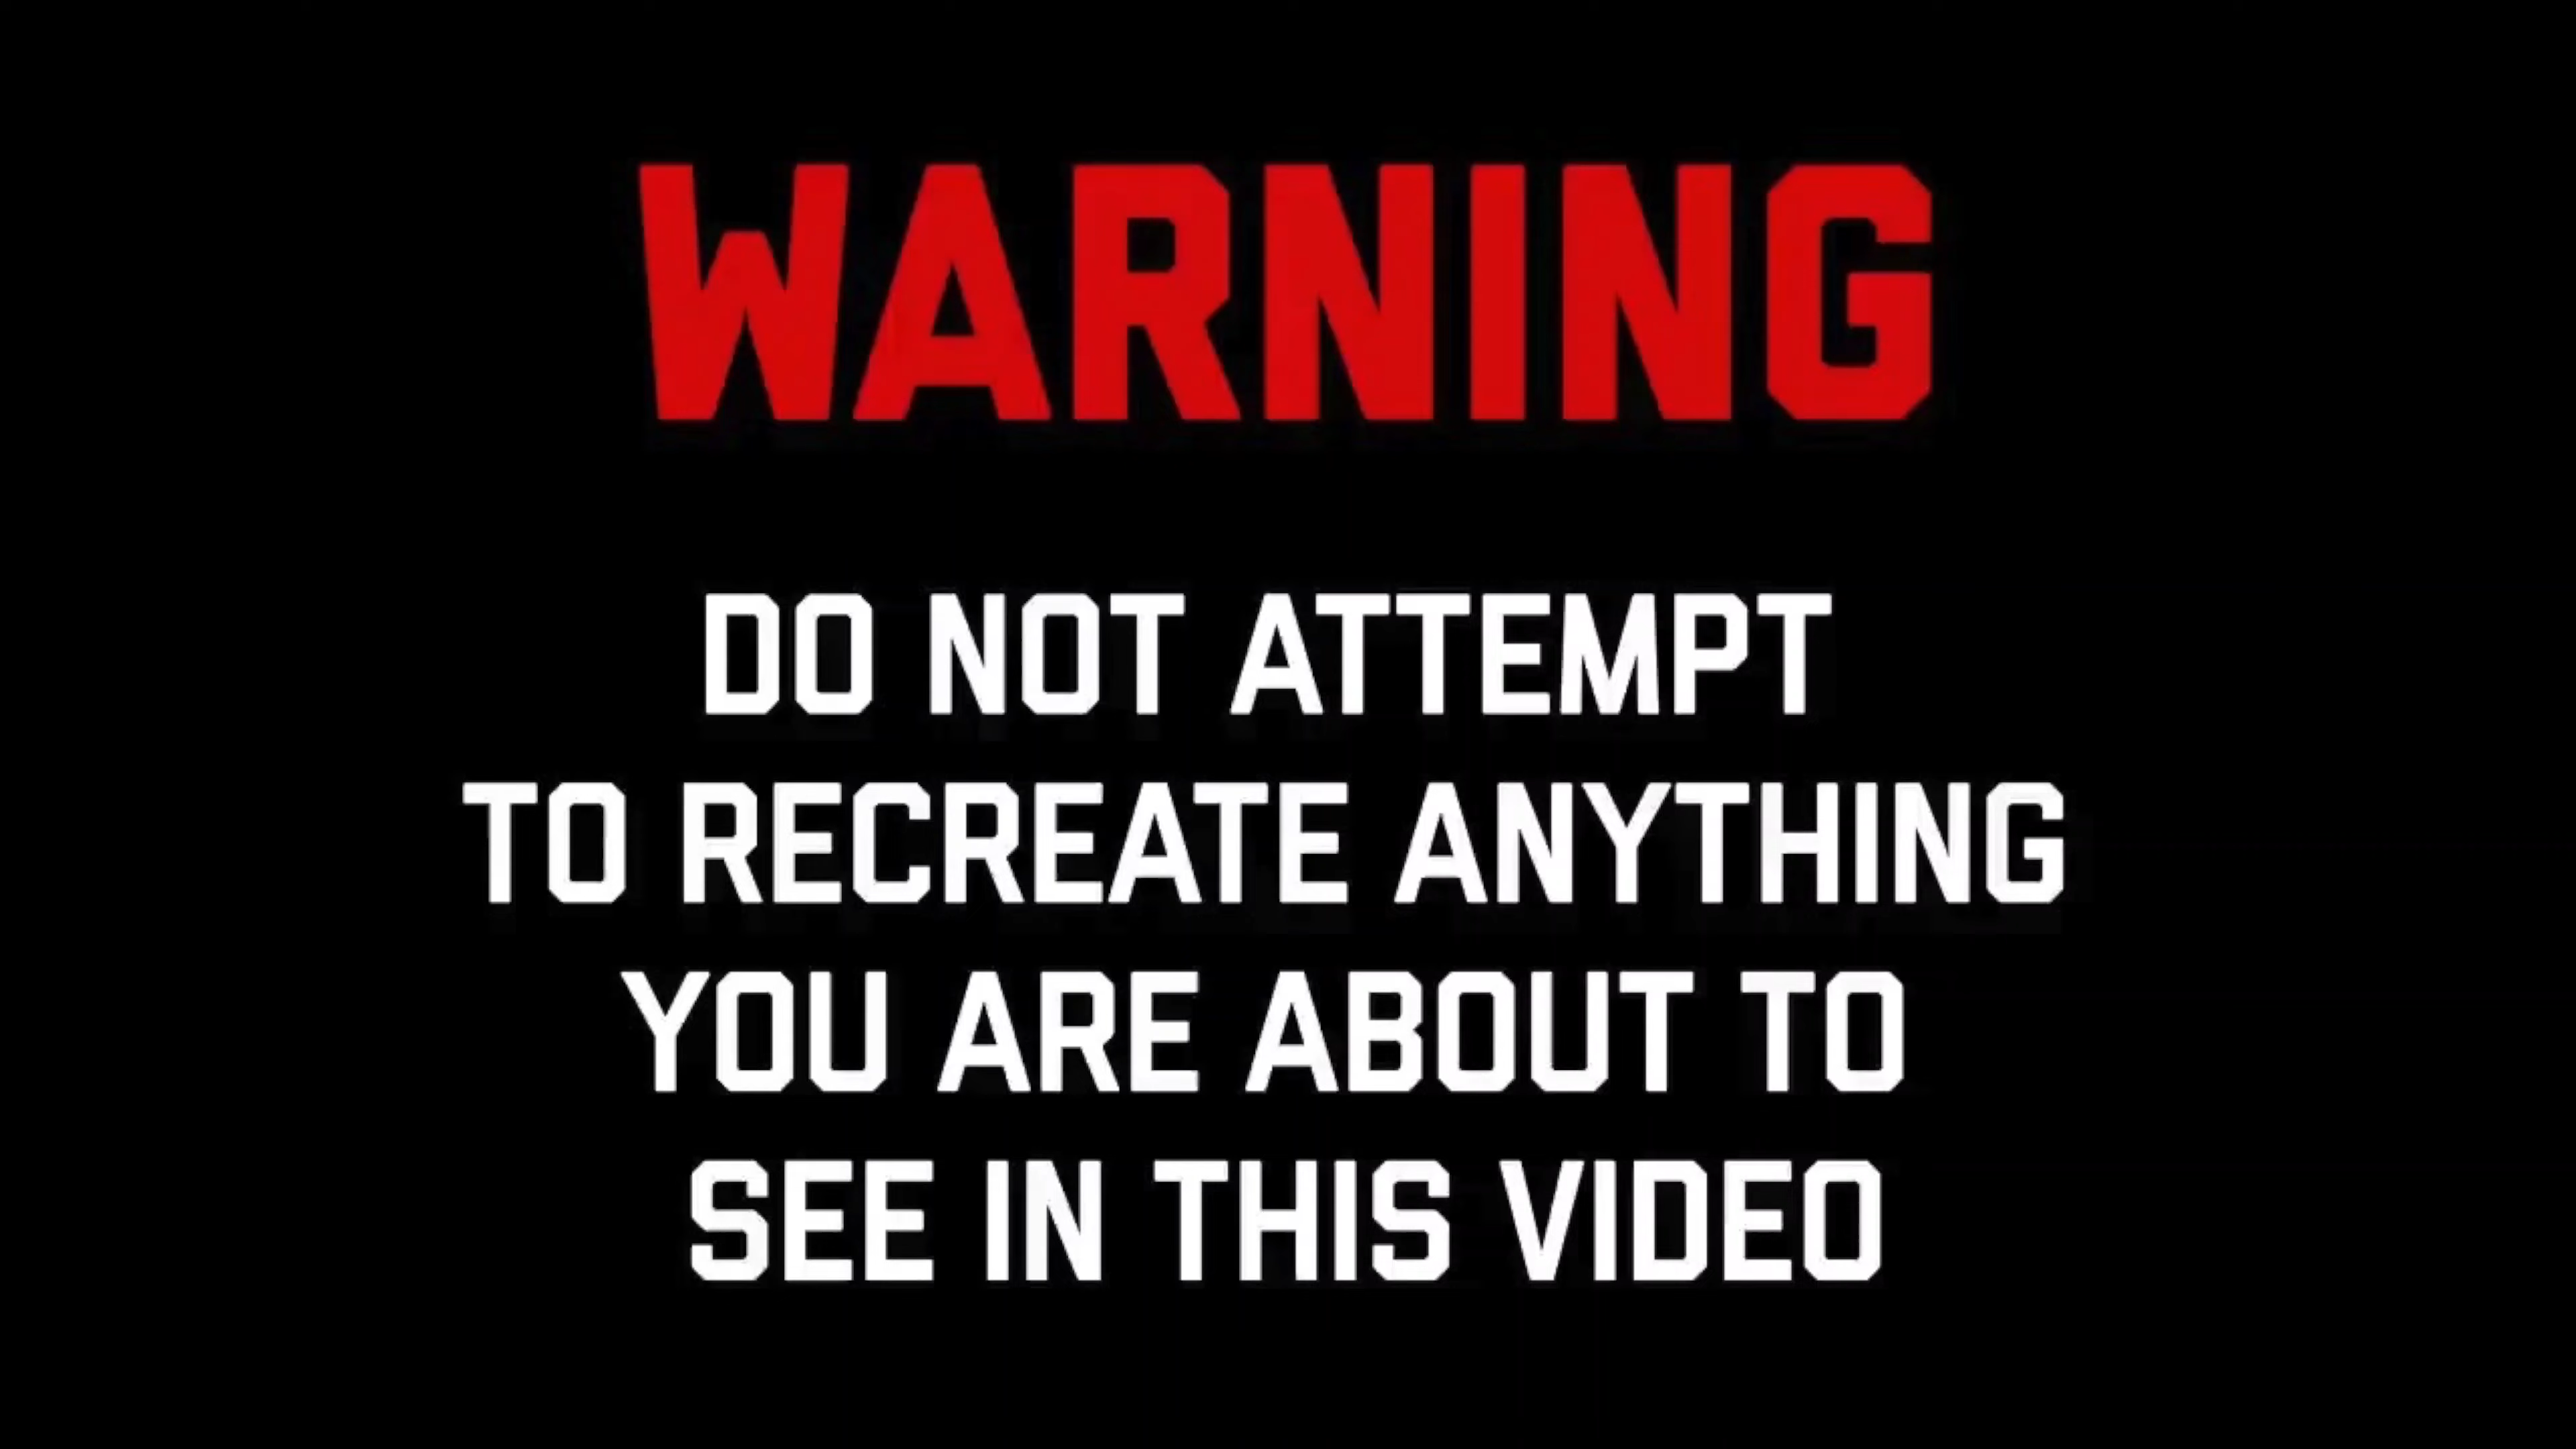 WARNING
DO NOT ATTEMPT
TO RECREATE ANYTHING
YOU ARE ABOUT TO
SEE IN THIS VIDEO